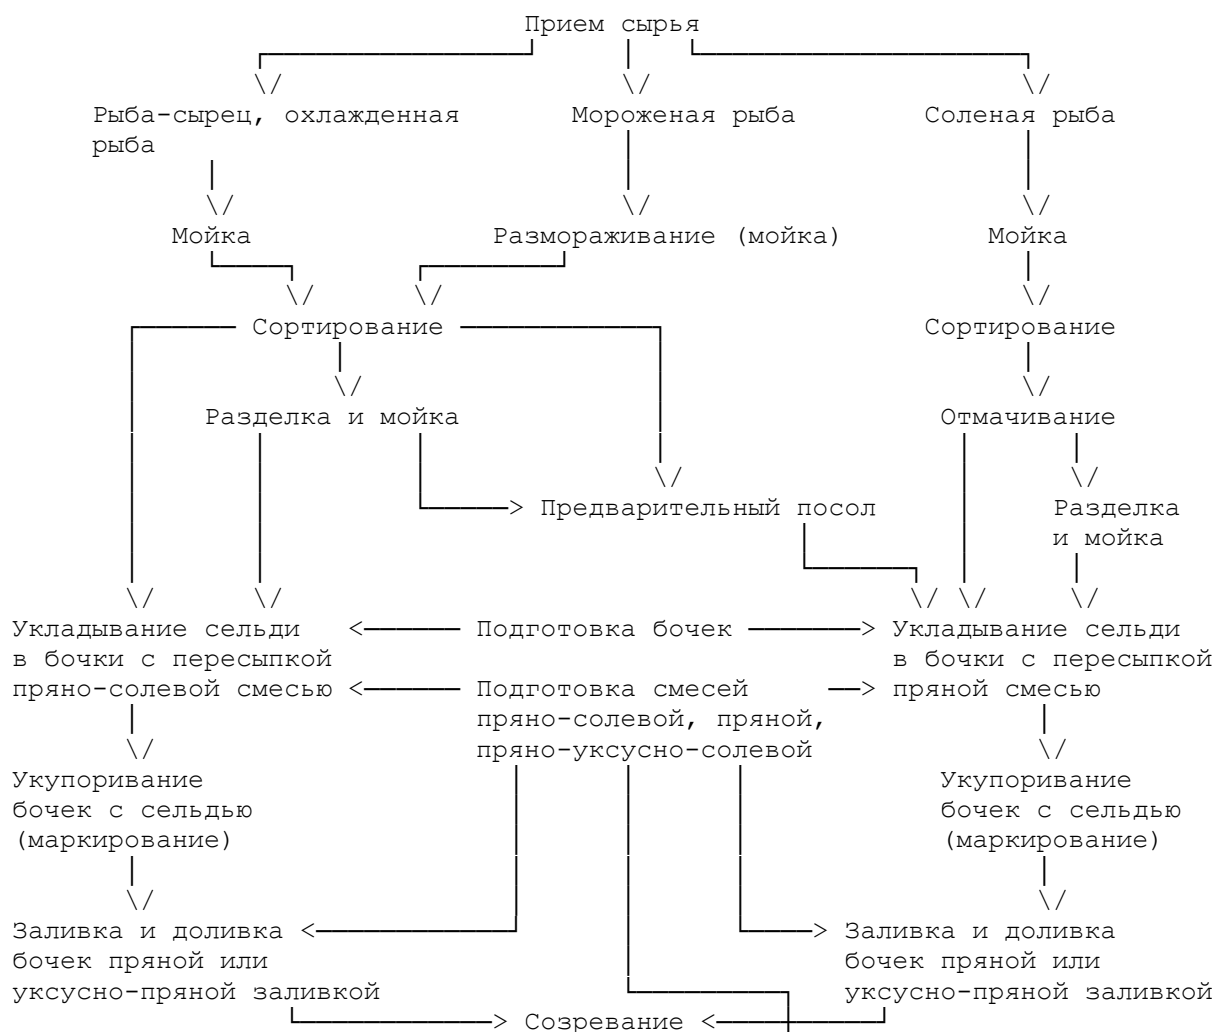 Прием сырья
Рыба-сырец, охлажденная рыба
Мороженая рыба
Соленая рыба
Мойка
Размораживание (мойка)
Мойка
Сортирование
Сортирование
Разделка и мойка
Отмачивание
Предварительный посол
Разделка
и мойка
Укладывание сельди
в бочки с пересыпкой
пряно-солевой смесью
Подготовка бочек
Укладывание сельди
в бочки с пересыпкой
пряной смесью
Подготовка смесей
пряно-солевой, пряной,
пряно-уксусно-солевой
Укупоривание
бочек с сельдью
(маркирование)
Укупоривание
бочек с сельдью
(маркирование)
Заливка и доливка
бочек пряной или
уксусно-пряной заливкой
Заливка и доливка
бочек пряной или
уксусно-пряной заливкой
Созревание